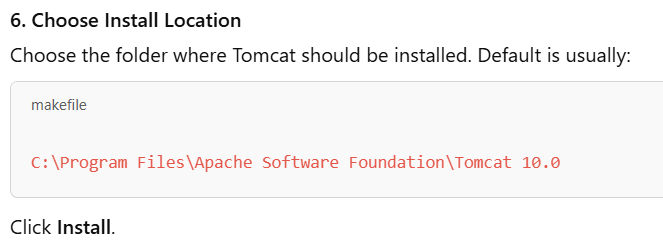 6. Choose Install Location
Choose the folder where Tomcat should be installed. Default is usually:
makefile
C:\Program Files\Apache Software Foundation\Tomcat 10.0
Click Install.